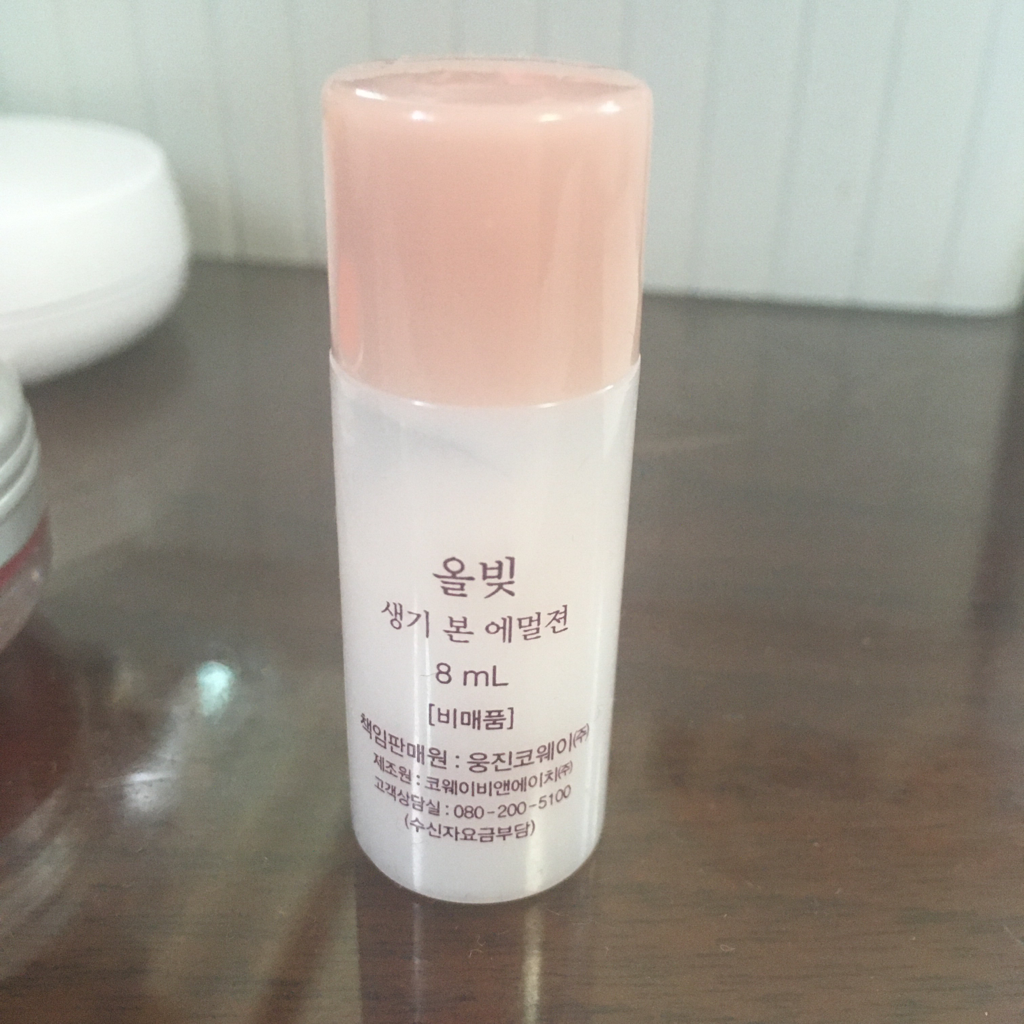 올빛
생기 본 에멀젼
8 mL
[비매품]
책임판매원 : 웅진코웨이㈜
제조원 : 코웨이비앤에이치㈜
고객상담실 : 080-200-5100
(수신자요금부담)